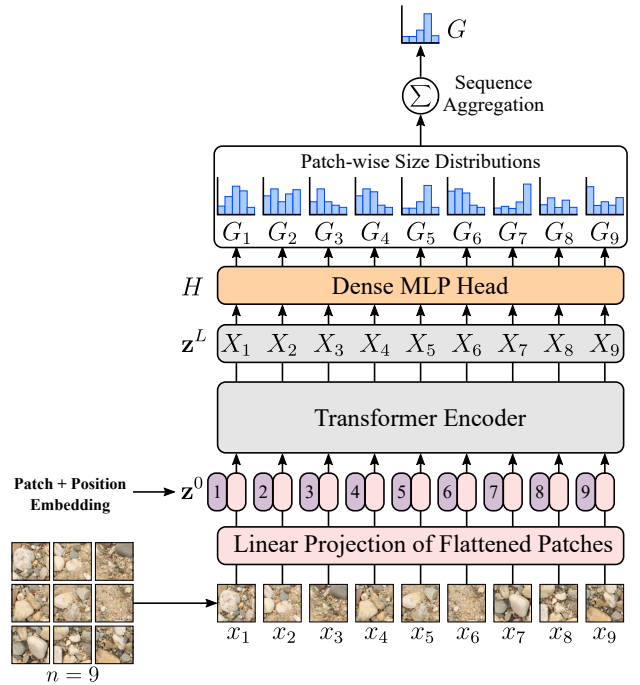 G
∑
Sequence
Aggregation
Patch-wise Size Distributions
G₁ G₂ G₃ G₄ G₅ G₆ G₇ G₈ G₉
H
Dense MLP Head
𝐳ᴸ
X₁ X₂ X₃ X₄ X₅ X₆ X₇ X₈ X₉
Transformer Encoder
Patch + Position
Embedding
𝐳⁰
1 2 3 4 5 6 7 8 9
Linear Projection of Flattened Patches
x₁ x₂ x₃ x₄ x₅ x₆ x₇ x₈ x₉
n = 9